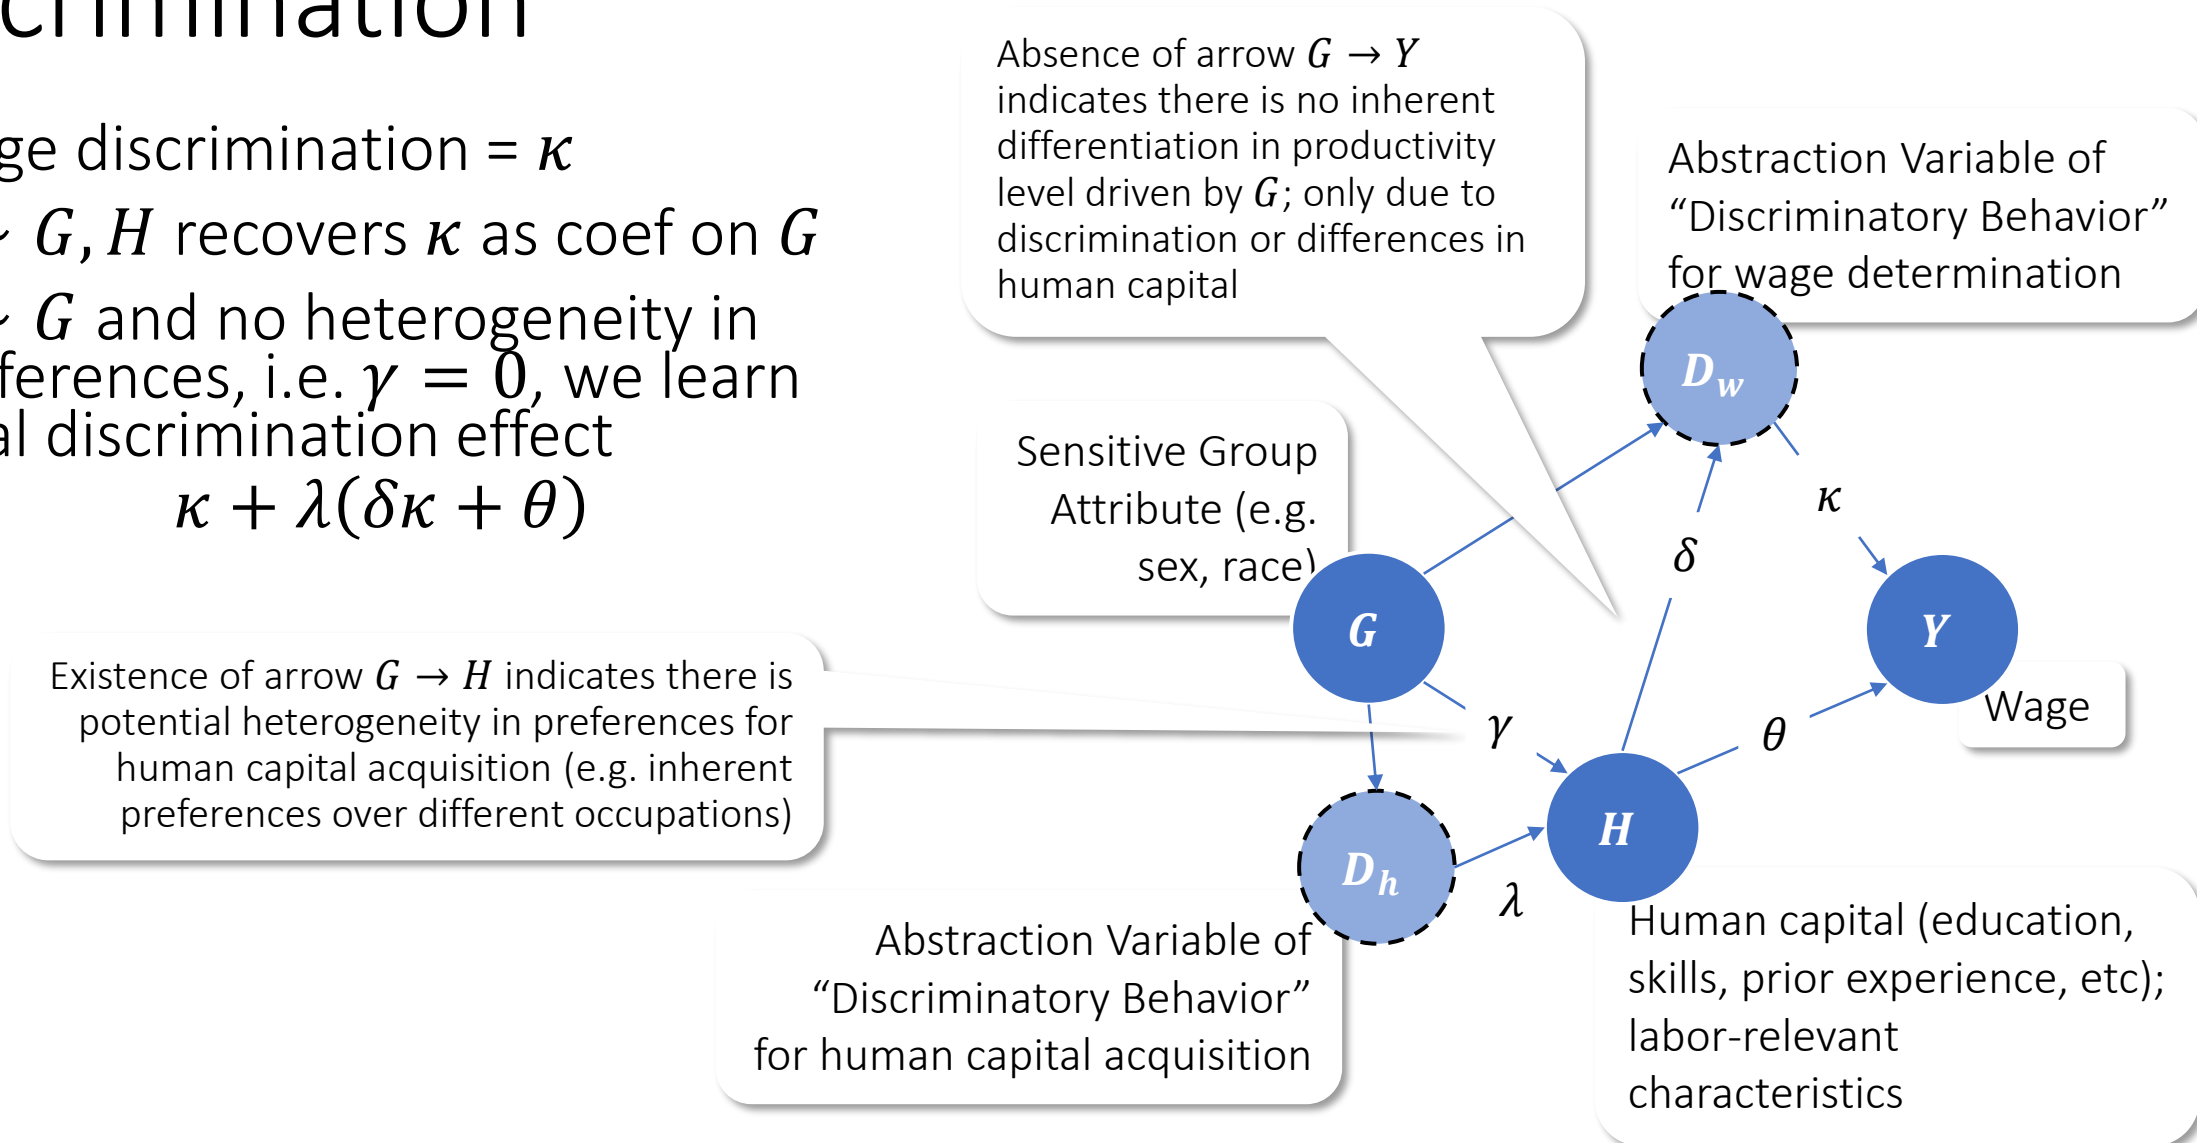 crimination
ge discrimination = κ
~ G, H recovers κ as coef on G
~ G and no heterogeneity in
ferences, i.e. γ = 0, we learn
al discrimination effect
κ + λ(δκ + θ)
Absence of arrow G → Y
indicates there is no inherent
differentiation in productivity
level driven by G; only due to
discrimination or differences in
human capital
Abstraction Variable of
“Discriminatory Behavior”
for wage determination
D_w
Sensitive Group
Attribute (e.g.
sex, race)
κ
δ
G
Y
Wage
Existence of arrow G → H indicates there is
potential heterogeneity in preferences for
human capital acquisition (e.g. inherent
preferences over different occupations)
γ
θ
H
D_h
λ
Abstraction Variable of
“Discriminatory Behavior”
for human capital acquisition
Human capital (education,
skills, prior experience, etc);
labor-relevant
characteristics